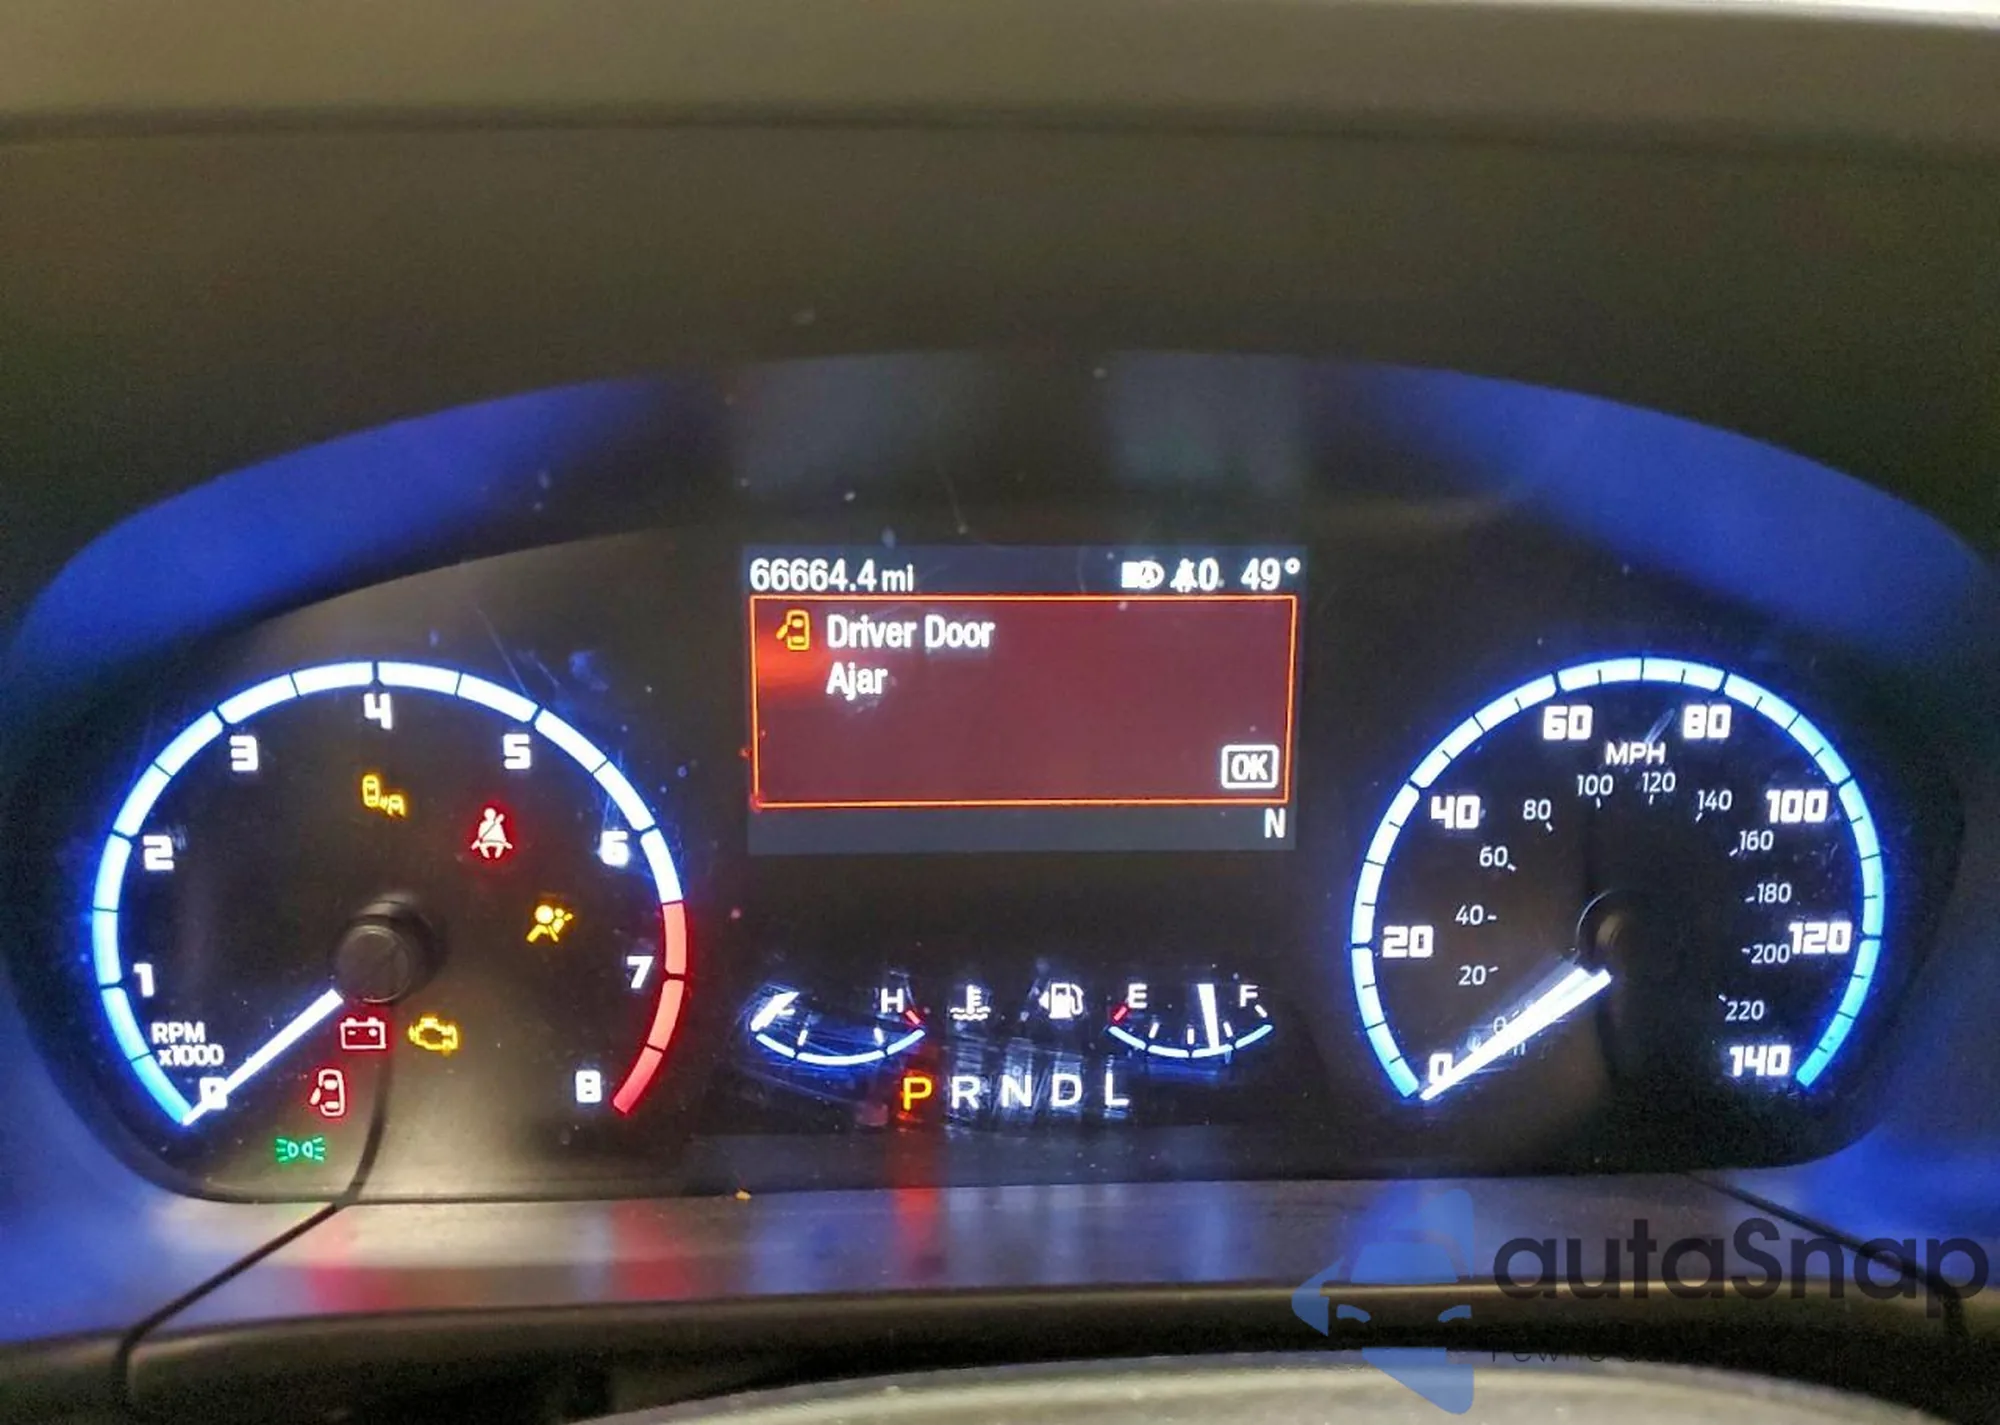 66664.4 mi
0 49°
Driver Door
Ajar
OK
N
0 1 2 3 4 5 6 7 8
RPM
x1000
H
E F
P R N D L
0 20 40 60 80 100 120 140
MPH
20 40 60 80 100 120 140 160 180 200 220
autaSnap